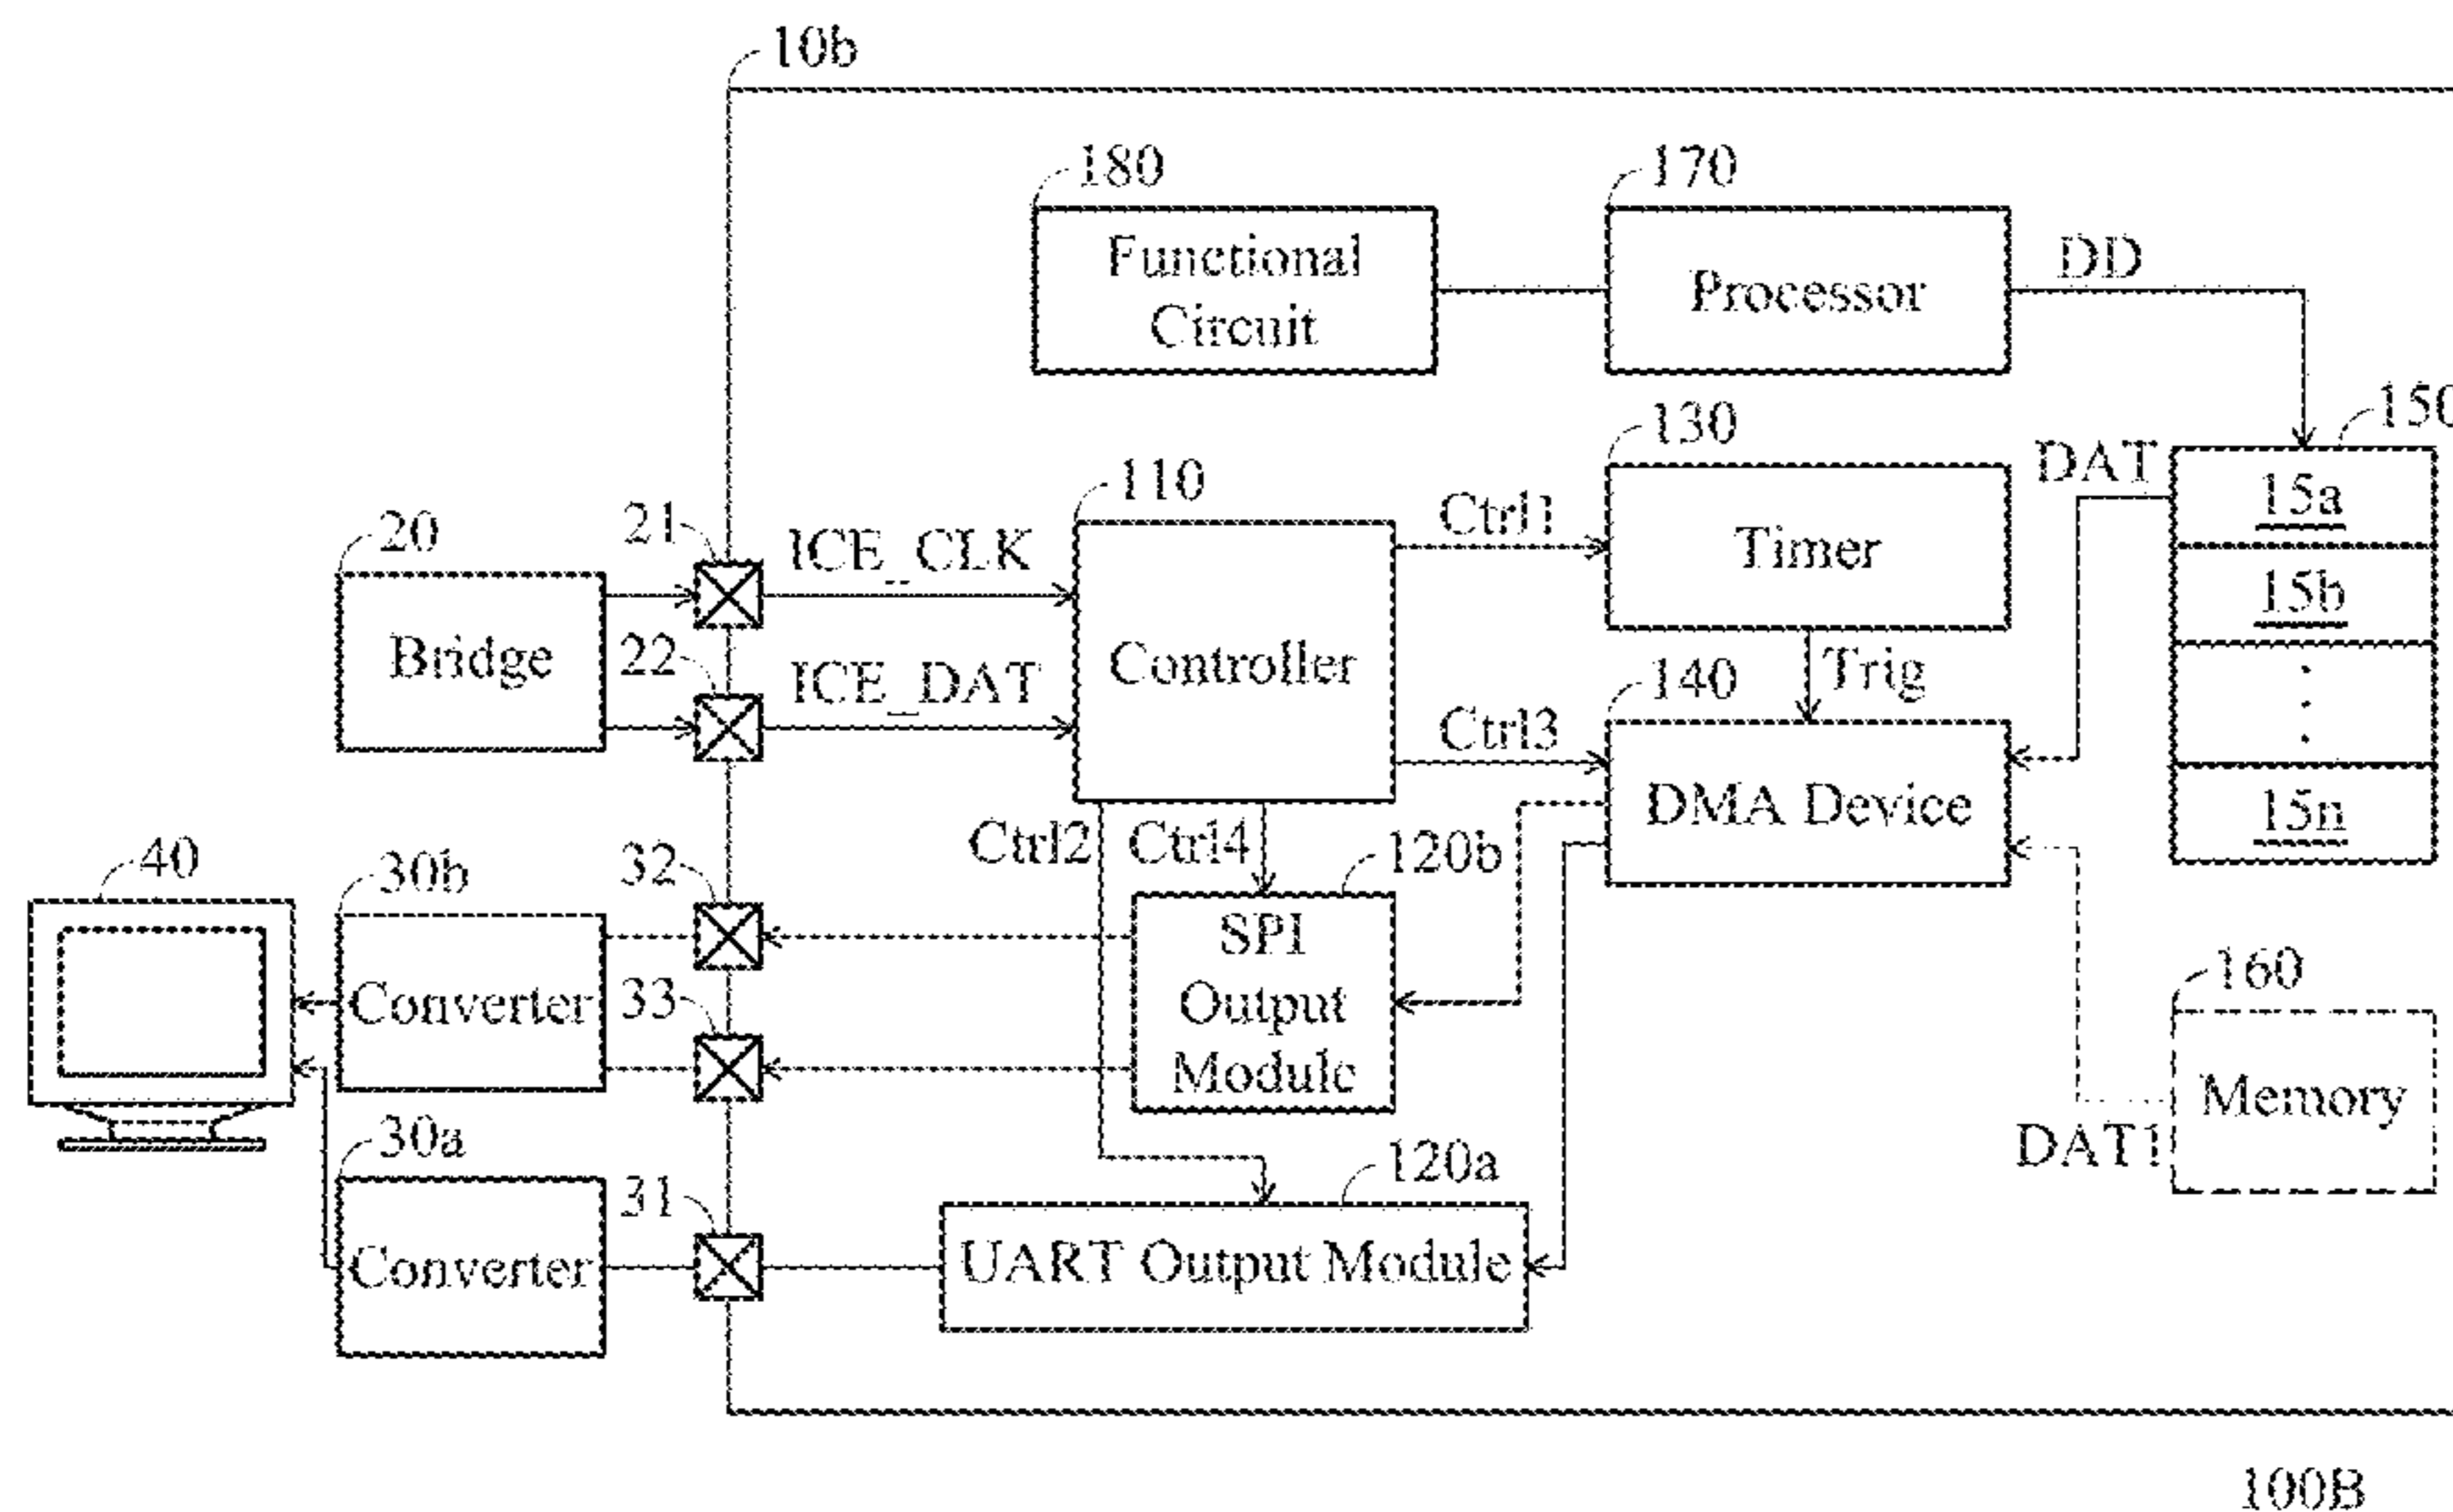 10b
180
170
Functional
Circuit
Processor
DD
150
130
DAT
110
Ctrl1
15a
20
21
ICE_CLK
Timer
15b
Bridge
22
ICE_DAT
Controller
140
Trig
Ctrl3
DMA Device
15n
Ctrl2
Ctrl4
120b
40
30b
32
SPI
Output
Module
160
Converter
33
Memory
DAT1
30a
31
120a
Converter
UART Output Module
100B